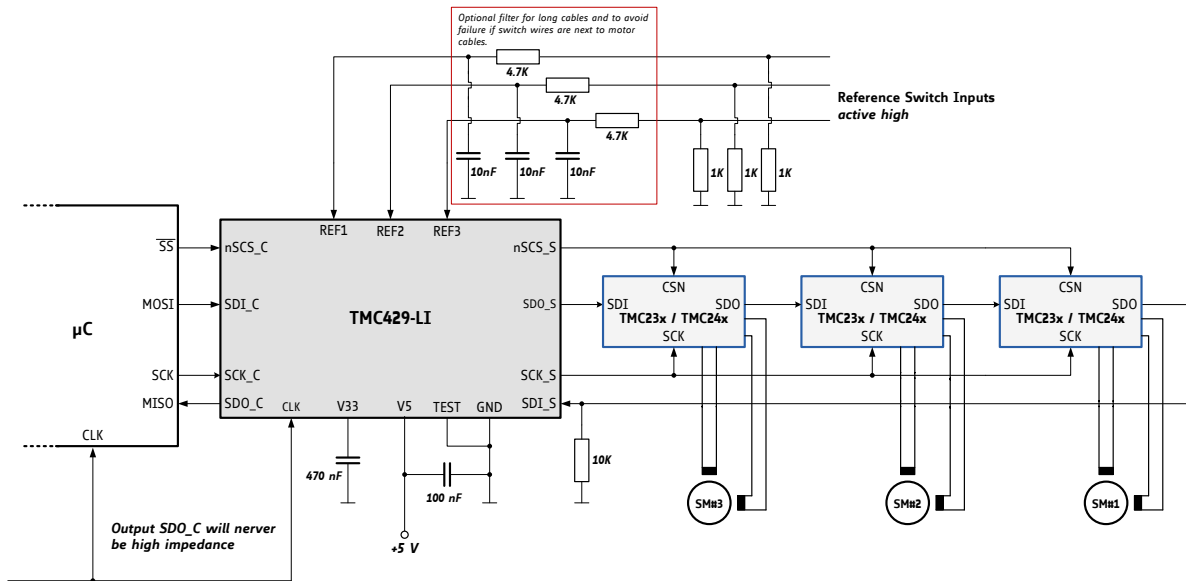 Optional filter for long cables and to avoid
failure if switch wires are next to motor
cables.
4.7K
4.7K
4.7K
Reference Switch Inputs
active high
10nF
10nF
10nF
1K
1K
1K
REF1
REF2
REF3
SS
nSCS_C
nSCS_S
MOSI
SDI_C
SDO_S
µC
TMC429-LI
SCK
SCK_C
SCK_S
MISO
SDO_C
SDI_S
CLK
V33
V5
TEST
GND
CLK
CSN
SDI
SDO
TMC23x / TMC24x
SCK
CSN
SDI
SDO
TMC23x / TMC24x
SCK
CSN
SDI
SDO
TMC23x / TMC24x
SCK
470 nF
100 nF
10K
SM#3
SM#2
SM#1
Output SDO_C will nerver
be high impedance
+5 V